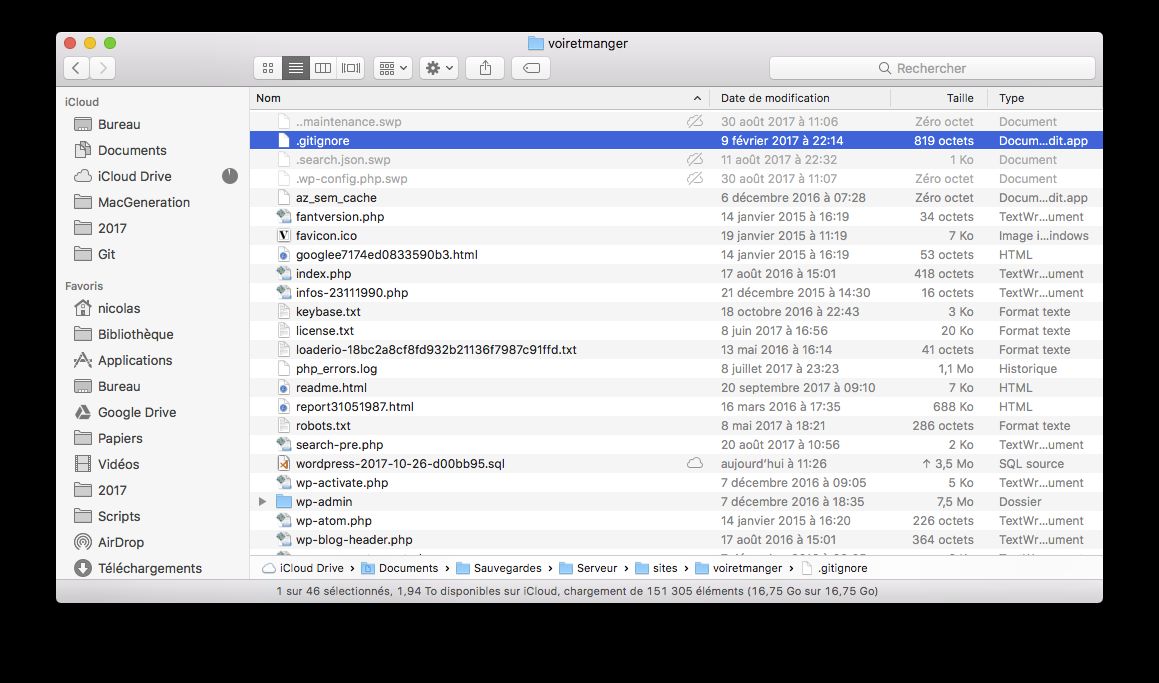 voiretmanger
Rechercher
iCloud
Bureau
Documents
iCloud Drive
MacGeneration
2017
Git
Favoris
nicolas
Bibliothèque
Applications
Bureau
Google Drive
Papiers
Vidéos
2017
Scripts
AirDrop
Téléchargements
Nom Date de modification Taille Type
..maintenance.swp 30 août 2017 à 11:06 Zéro octet Document
.gitignore 9 février 2017 à 22:14 819 octets Docum...dit.app
.search.json.swp 11 août 2017 à 22:32 1 Ko Document
.wp-config.php.swp 30 août 2017 à 11:07 Zéro octet Document
az_sem_cache 6 décembre 2016 à 07:28 Zéro octet Docum...dit.app
fantversion.php 14 janvier 2015 à 16:19 34 octets TextWr...ument
favicon.ico 19 janvier 2015 à 11:19 7 Ko Image i...indows
googlee7174ed0833590b3.html 14 janvier 2015 à 16:19 53 octets HTML
index.php 17 août 2016 à 15:01 418 octets TextWr...ument
infos-23111990.php 21 décembre 2015 à 14:30 16 octets TextWr...ument
keybase.txt 18 octobre 2016 à 22:43 3 Ko Format texte
license.txt 8 juin 2017 à 16:56 20 Ko Format texte
loaderio-18bc2a8cf8fd932b21136f7987c91ffd.txt 13 mai 2016 à 16:14 41 octets Format texte
php_errors.log 8 juillet 2017 à 23:23 1,1 Mo Historique
readme.html 20 septembre 2017 à 09:10 7 Ko HTML
report31051987.html 16 mars 2016 à 17:35 688 Ko HTML
robots.txt 8 mai 2017 à 18:21 286 octets Format texte
search-pre.php 20 août 2017 à 10:56 2 Ko TextWr...ument
wordpress-2017-10-26-d00bb95.sql aujourd'hui à 11:26 ↑ 3,5 Mo SQL source
wp-activate.php 7 décembre 2016 à 09:05 5 Ko TextWr...ument
wp-admin 7 décembre 2016 à 18:35 7,5 Mo Dossier
wp-atom.php 14 janvier 2015 à 16:20 226 octets TextWr...ument
wp-blog-header.php 17 août 2016 à 15:01 364 octets TextWr...ument
iCloud Drive › Documents › Sauvegardes › Serveur › sites › voiretmanger › .gitignore
1 sur 46 sélectionnés, 1,94 To disponibles sur iCloud, chargement de 151 305 éléments (16,75 Go sur 16,75 Go)